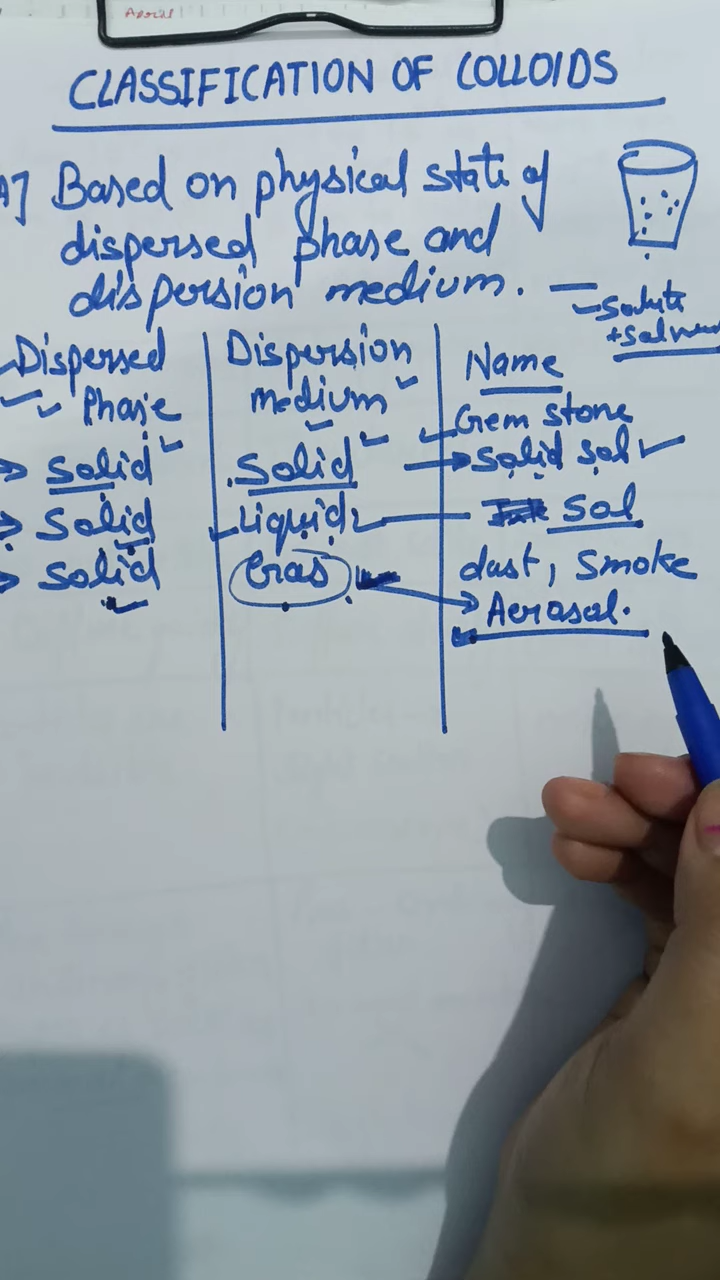 CLASSIFICATION OF COLLOIDS
A] Based on physical state of
dispersed phase and
dispersion medium. —
Solute
+ Solvent
Dispersed Phase
Dispersion medium
Name
Gem stone
Solid Solid → Solid sol
Solid Liquid — Sol
dust, Smoke
Solid Gas → Aerosal.